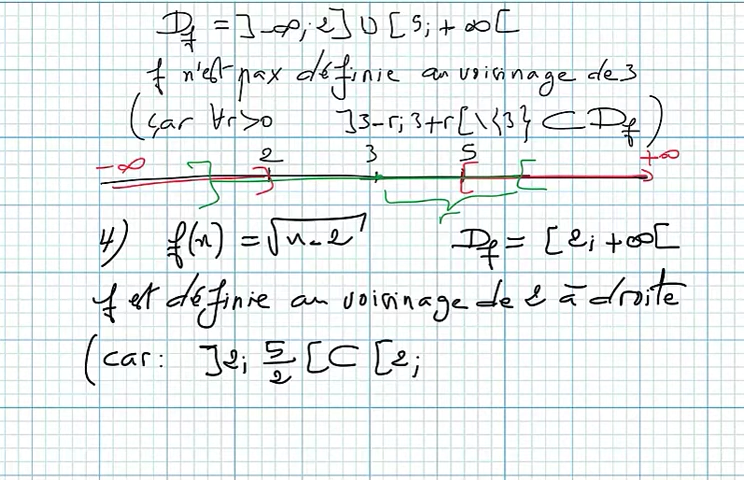 D_f = ]-∞; 2] ∪ [5; +∞[
f n'est pas définie au voisinage de 3
(car ∀r>0 ]3-r; 3+r[\{3} ⊂ D_f)
-∞ 2 3 5 +∞
r
4) f(x) = √x-2 D_f = [2; +∞[
f est définie au voisinage de 2 à droite
(car: ]2; 5/2[ ⊂ [2;